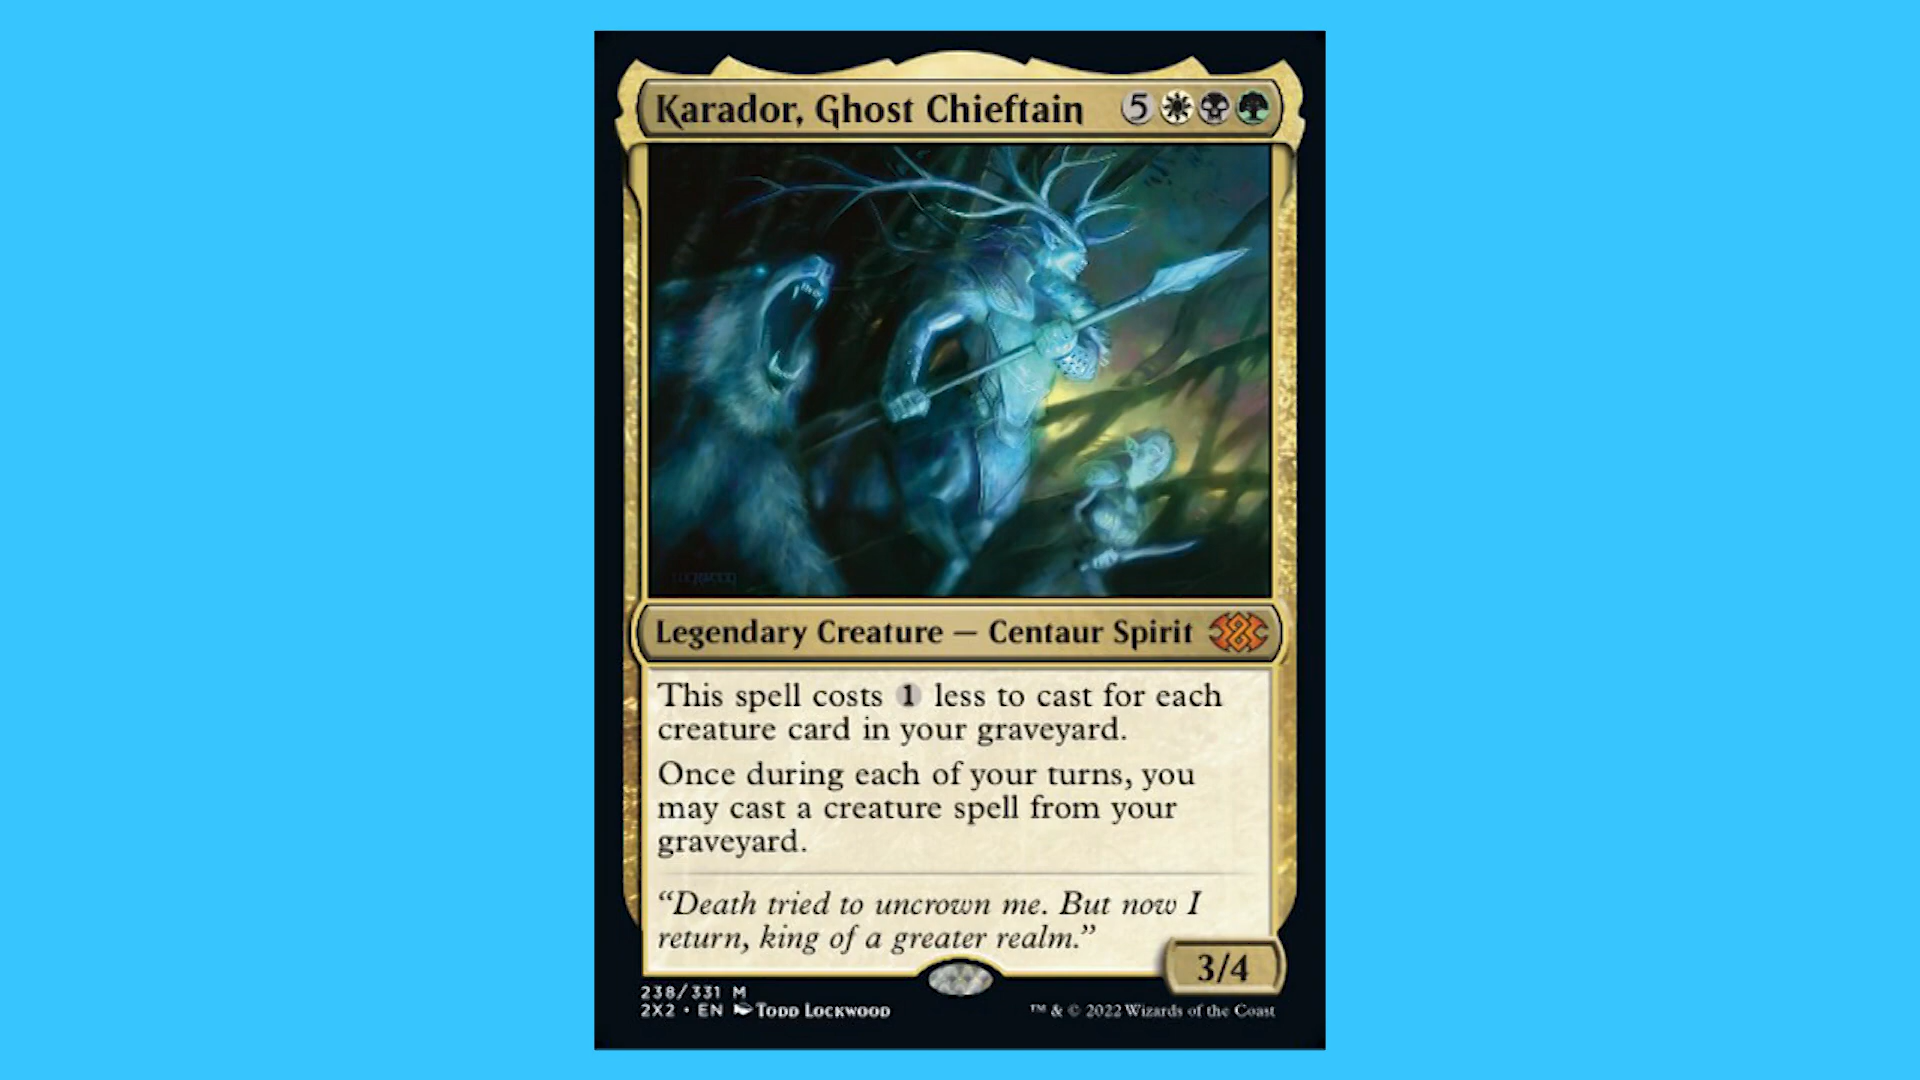 Karador, Ghost Chieftain 5
Legendary Creature — Centaur Spirit
This spell costs 1 less to cast for each
creature card in your graveyard.
Once during each of your turns, you
may cast a creature spell from your
graveyard.
“Death tried to uncrown me. But now I
return, king of a greater realm.”
3/4
238/331 M
2X2 • EN Todd Lockwood
™ & © 2022 Wizards of the Coast